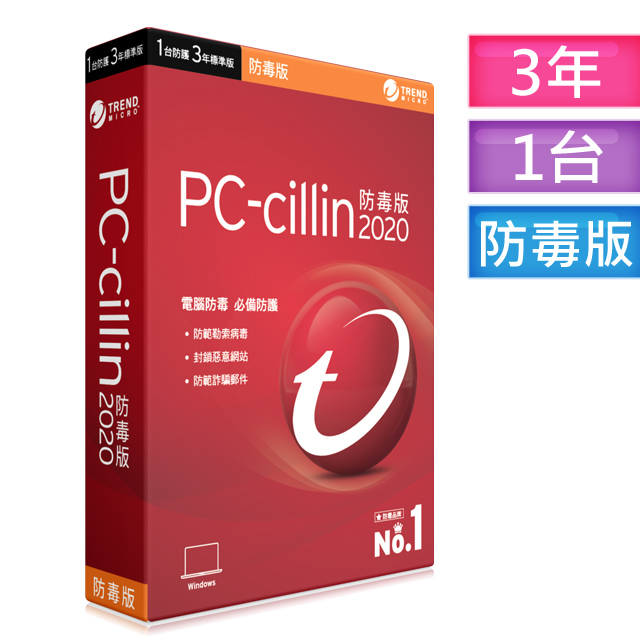 1台防護 3年標準版
TREND
MICRO
PC-cillin 防毒版
2020
防毒版
1台防護 3年標準版
防毒版
TREND
MICRO
PC-cillin 防毒版
2020
電腦防毒 必備防護
• 防範勒索病毒
• 封鎖惡意網站
• 防範詐騙郵件
Windows
★防毒品牌
No.1
3年
1台
防毒版